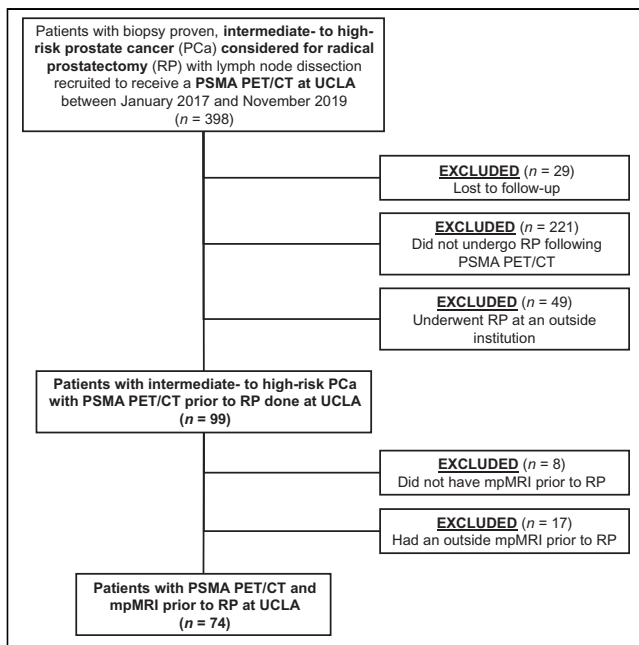 Patients with biopsy proven, intermediate- to high-
risk prostate cancer (PCa) considered for radical
prostatectomy (RP) with lymph node dissection
recruited to receive a PSMA PET/CT at UCLA
between January 2017 and November 2019
(n = 398)
EXCLUDED (n = 29)
Lost to follow-up
EXCLUDED (n = 221)
Did not undergo RP following
PSMA PET/CT
EXCLUDED (n = 49)
Underwent RP at an outside
institution
Patients with intermediate- to high-risk PCa
with PSMA PET/CT prior to RP done at UCLA
(n = 99)
EXCLUDED (n = 8)
Did not have mpMRI prior to RP
EXCLUDED (n = 17)
Had an outside mpMRI prior to RP
Patients with PSMA PET/CT and
mpMRI prior to RP at UCLA
(n = 74)